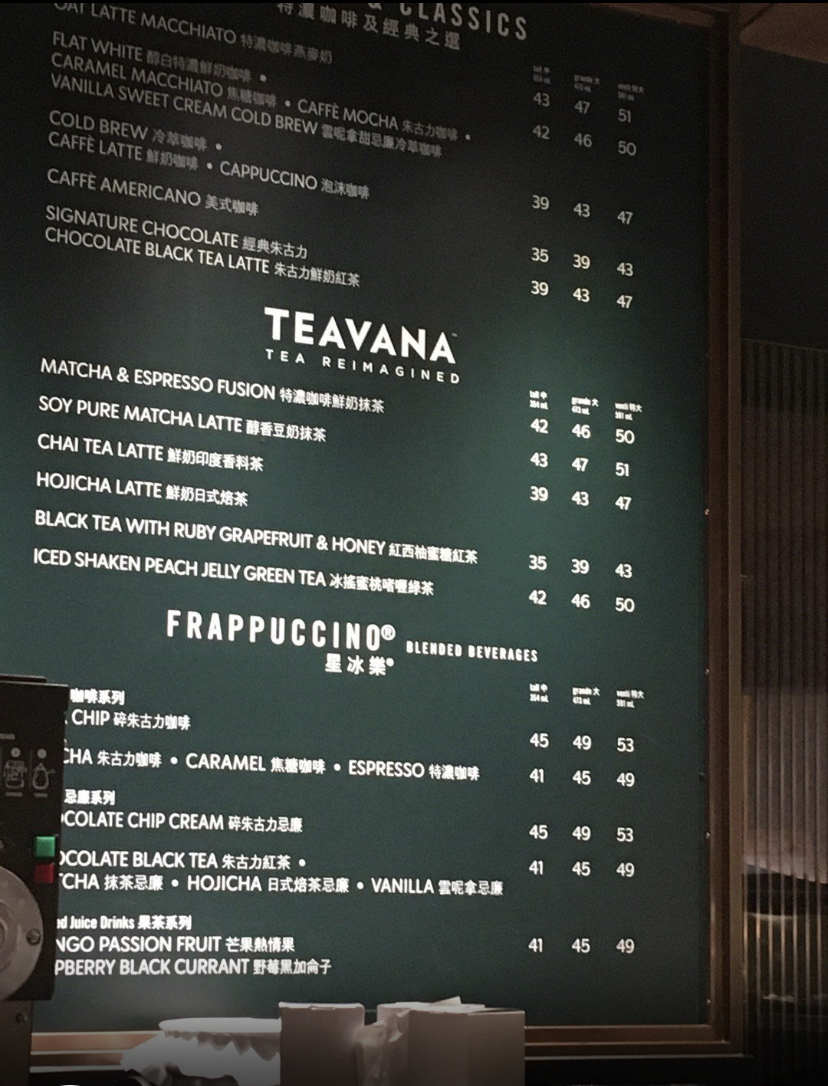 & CLASSICS
特濃咖啡及經典之選
OAT LATTE MACCHIATO 特濃咖啡燕麥奶
tall 中 354 mL grande 大 473 mL venti 特大 591 mL
43 47 51
FLAT WHITE 醇白特濃鮮奶咖啡 •
CARAMEL MACCHIATO 焦糖咖啡 • CAFFÈ MOCHA 朱古力咖啡 •
VANILLA SWEET CREAM COLD BREW 雲呢拿甜忌廉冷萃咖啡
42 46 50
COLD BREW 冷萃咖啡 •
CAFFÈ LATTE 鮮奶咖啡 • CAPPUCCINO 泡沫咖啡
39 43 47
CAFFÈ AMERICANO 美式咖啡
35 39 43
SIGNATURE CHOCOLATE 經典朱古力
CHOCOLATE BLACK TEA LATTE 朱古力鮮奶紅茶
39 43 47
TEAVANA™
TEA REIMAGINED
tall 中 354 mL grande 大 473 mL venti 特大 591 mL
MATCHA & ESPRESSO FUSION 特濃咖啡鮮奶抹茶 42 46 50
SOY PURE MATCHA LATTE 醇香豆奶抹茶 43 47 51
CHAI TEA LATTE 鮮奶印度香料茶 39 43 47
HOJICHA LATTE 鮮奶日式焙茶
BLACK TEA WITH RUBY GRAPEFRUIT & HONEY 紅西柚蜜糖紅茶 35 39 43
ICED SHAKEN PEACH JELLY GREEN TEA 冰搖蜜桃啫喱綠茶 42 46 50
FRAPPUCCINO® BLENDED BEVERAGES
星冰樂®
tall 中 354 mL grande 大 473 mL venti 特大 591 mL
咖啡系列
CHIP 碎朱古力咖啡 45 49 53
CHA 朱古力咖啡 • CARAMEL 焦糖咖啡 • ESPRESSO 特濃咖啡 41 45 49
忌廉系列
OCOLATE CHIP CREAM 碎朱古力忌廉 45 49 53
OCOLATE BLACK TEA 朱古力紅茶 • 41 45 49
TCHA 抹茶忌廉 • HOJICHA 日式焙茶忌廉 • VANILLA 雲呢拿忌廉
ed Juice Drinks 果茶系列
NGO PASSION FRUIT 芒果熱情果 41 45 49
PBERRY BLACK CURRANT 野莓黑加侖子